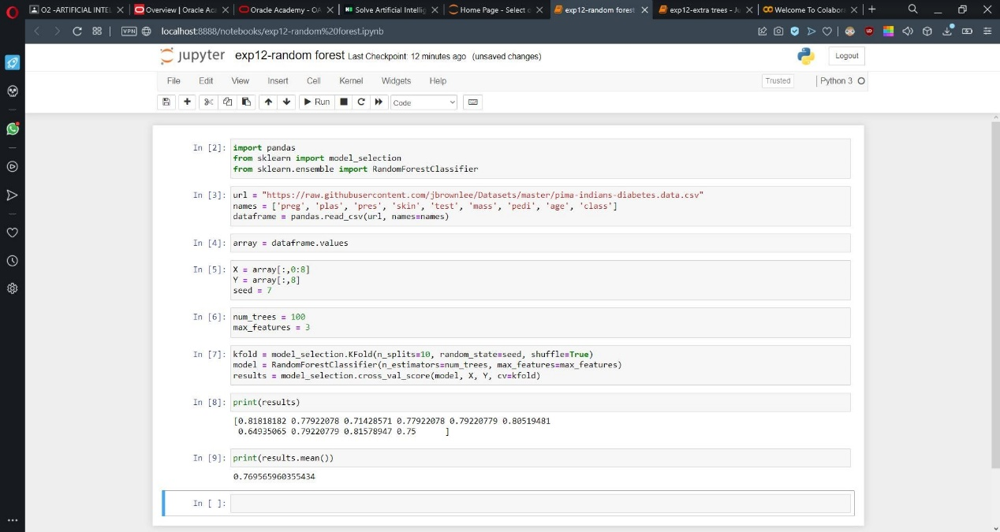 O2 -ARTIFICIAL INTEL
Overview | Oracle Aca
Oracle Academy - OA
Solve Artificial Intellig
Home Page - Select o
exp12-random forest
exp12-extra trees - Ju
Welcome To Colabora
VPN
localhost:8888/notebooks/exp12-random%20forest.ipynb
jupyter exp12-random forest Last Checkpoint: 12 minutes ago (unsaved changes)
Logout
File Edit View Insert Cell Kernel Widgets Help
Trusted
Python 3
Run
Code
In [2]: import pandas
from sklearn import model_selection
from sklearn.ensemble import RandomForestClassifier
In [3]: url = "https://raw.githubusercontent.com/jbrownlee/Datasets/master/pima-indians-diabetes.data.csv"
names = ['preg', 'plas', 'pres', 'skin', 'test', 'mass', 'pedi', 'age', 'class']
dataframe = pandas.read_csv(url, names=names)
In [4]: array = dataframe.values
In [5]: X = array[:,0:8]
Y = array[:,8]
seed = 7
In [6]: num_trees = 100
max_features = 3
In [7]: kfold = model_selection.KFold(n_splits=10, random_state=seed, shuffle=True)
model = RandomForestClassifier(n_estimators=num_trees, max_features=max_features)
results = model_selection.cross_val_score(model, X, Y, cv=kfold)
In [8]: print(results)
[0.81818182 0.77922078 0.71428571 0.77922078 0.79220779 0.80519481
0.64935065 0.79220779 0.81578947 0.75 ]
In [9]: print(results.mean())
0.769565960355434
In [ ]: